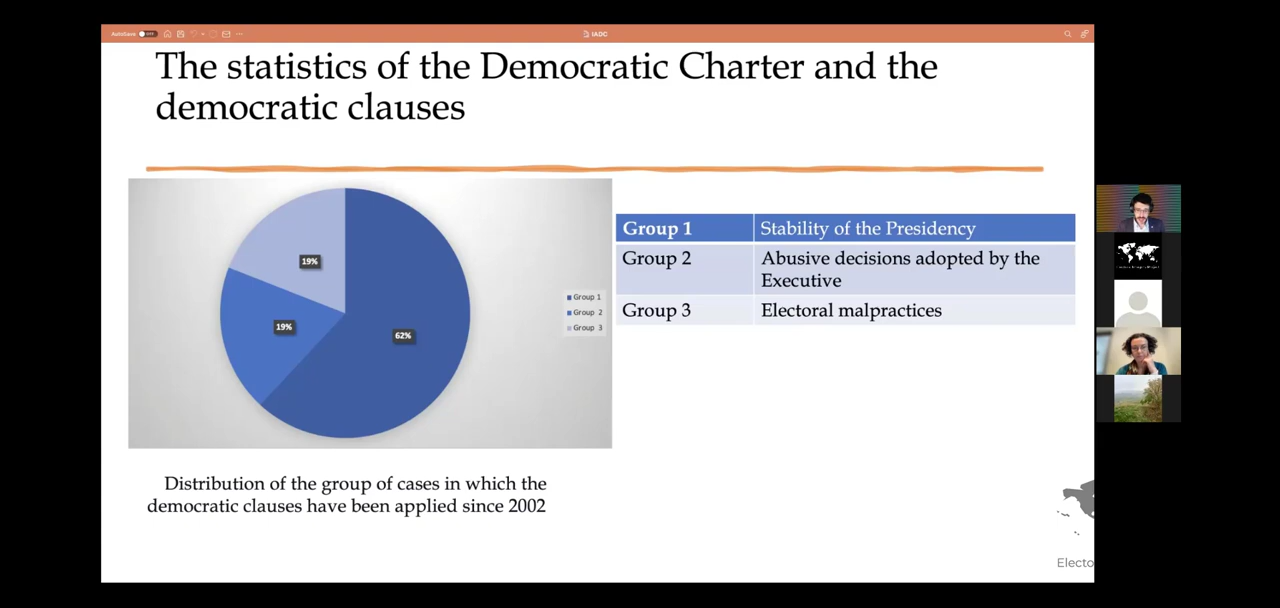 AutoSave
OFF
IADC
The statistics of the Democratic Charter and the
democratic clauses
19%
19%
62%
Group 1
Group 2
Group 3
Group 1 Stability of the Presidency
Group 2 Abusive decisions adopted by the
Executive
Group 3 Electoral malpractices
Distribution of the group of cases in which the
democratic clauses have been applied since 2002
Electo